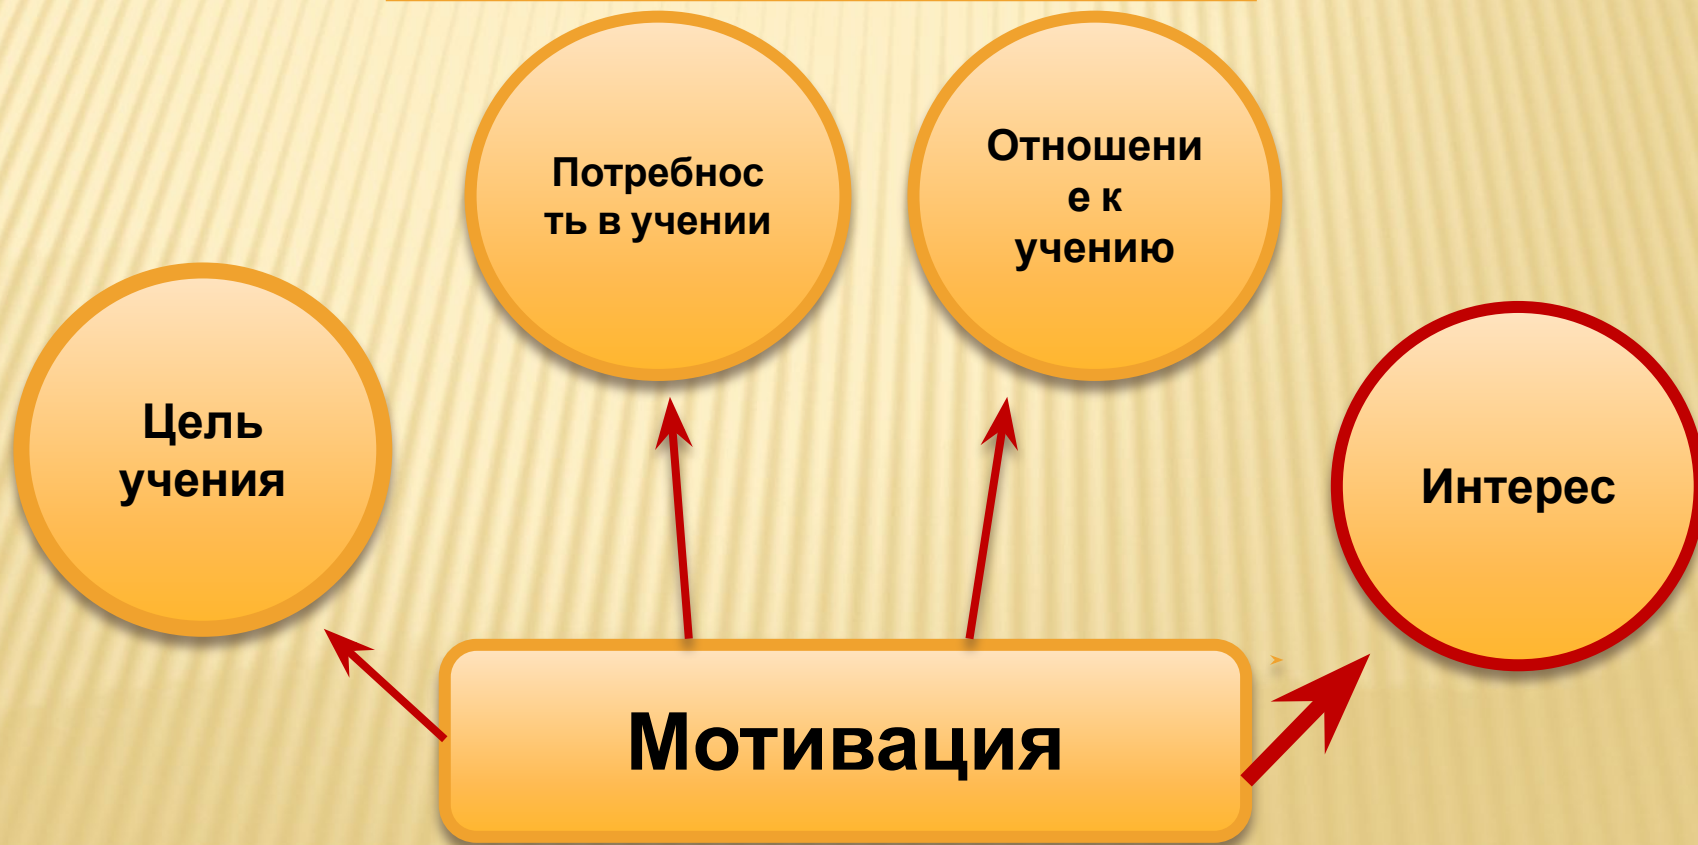 Потребнос
ть в учении
Отношени
е к
учению
Цель
учения
Интерес
Мотивация